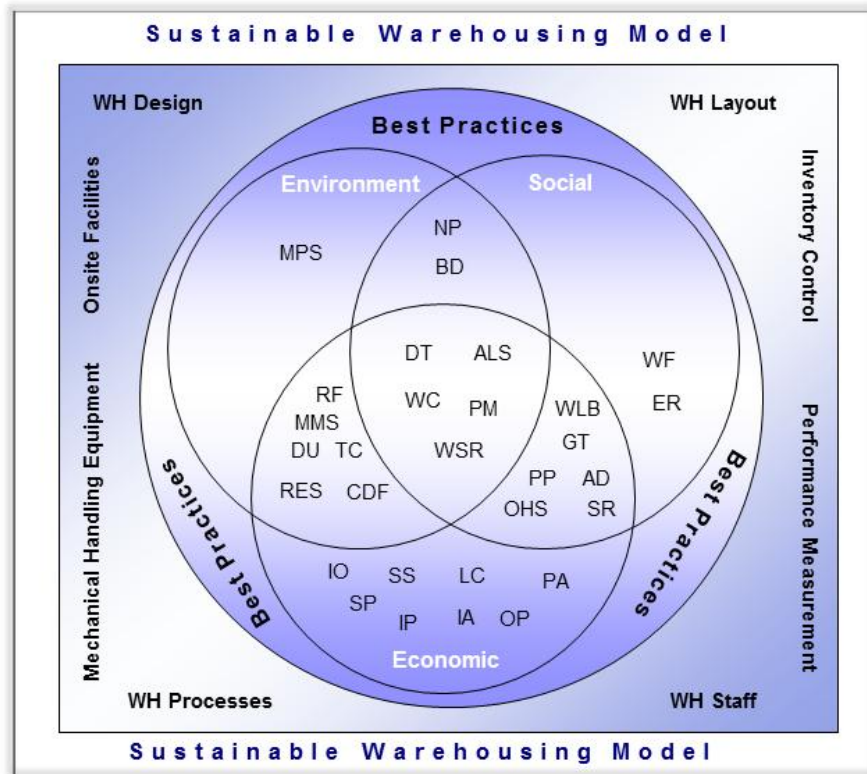 Sustainable Warehousing Model
WH Design
WH Layout
Best Practices
Environment
Social
Onsite Facilities
Inventory Control
NP
MPS
BD
DT ALS
WF
RF
WC PM
WLB
ER
MMS
GT
DU TC
WSR
PP AD
RES CDF
OHS SR
Mechanical Handling Equipment
Performance Measurement
Best Practices
Best Practices
IO SS LC PA
SP IP IA OP
Economic
WH Processes
WH Staff
Sustainable Warehousing Model